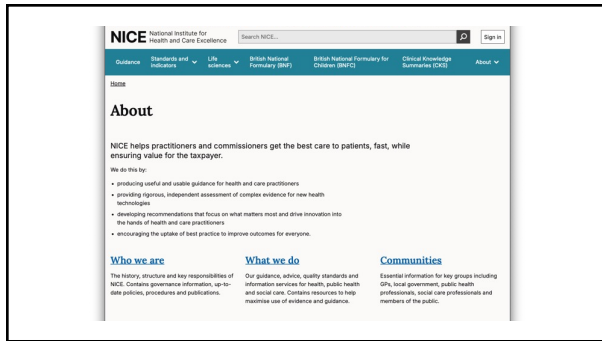 NICE National Institute for
Health and Care Excellence
Search NICE...
Sign in
Guidance
Standards and
indicators
Life
sciences
British National
Formulary (BNF)
British National Formulary for
Children (BNFC)
Clinical Knowledge
Summaries (CKS)
About
Home
About
NICE helps practitioners and commissioners get the best care to patients, fast, while
ensuring value for the taxpayer.
We do this by:
• producing useful and usable guidance for health and care practitioners
• providing rigorous, independent assessment of complex evidence for new health
technologies
• developing recommendations that focus on what matters most and drive innovation into
the hands of health and care practitioners
• encouraging the uptake of best practice to improve outcomes for everyone.
Who we are
The history, structure and key responsibilities of
NICE. Contains governance information, up-to-
date policies, procedures and publications.
What we do
Our guidance, advice, quality standards and
information services for health, public health
and social care. Contains resources to help
maximise use of evidence and guidance.
Communities
Essential information for key groups including
GPs, local government, public health
professionals, social care professionals and
members of the public.